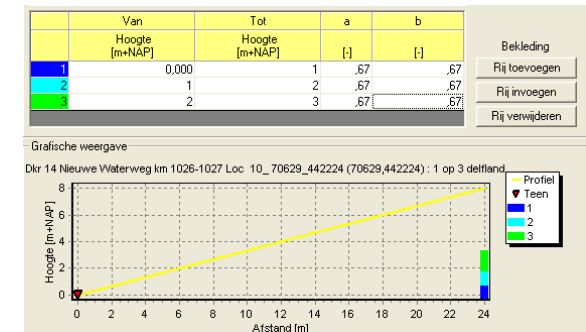 Van Tot a b
Hoogte [m+NAP] Hoogte [m+NAP] [-] [-]
1 0,000 1 ,67 ,67
2 1 2 ,67 ,67
3 2 3 ,67 ,67
Bekleding
Rij toevoegen
Rij invoegen
Rij verwijderen
Grafische weergave
Dkr 14 Nieuwe Waterweg km 1026-1027 Loc 10_ 70629_442224 (70629,442224) : 1 op 3 delfland
Hoogte [m+NAP]
8
6
4
2
0
0 2 4 6 8 10 12 14 16 18 20 22 24
Afstand [m]
Profiel
Teen
1
2
3